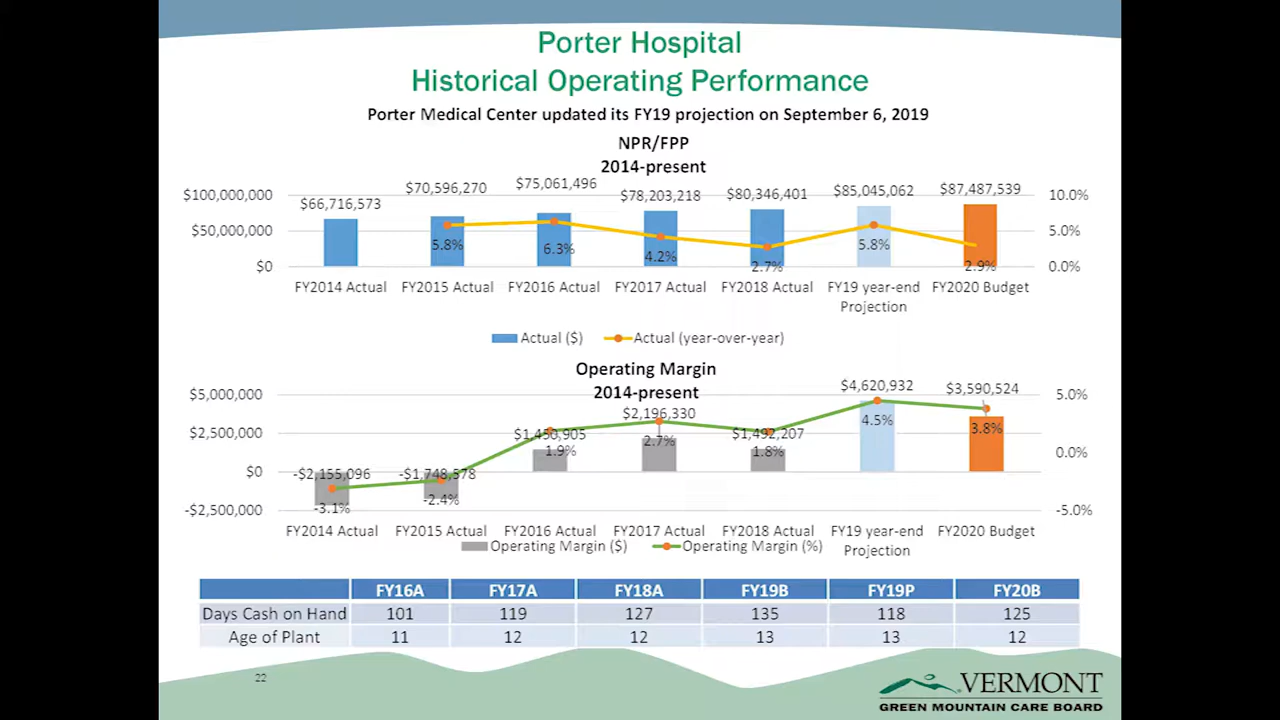 Porter Hospital
Historical Operating Performance
Porter Medical Center updated its FY19 projection on September 6, 2019
NPR/FPP
2014-present
$100,000,000
$50,000,000
$0
$66,716,573
$70,596,270
$75,061,496
$78,203,218
$80,346,401
$85,045,062
$87,487,539
5.8%
6.3%
4.2%
2.7%
5.8%
2.9%
10.0%
5.0%
0.0%
FY2014 Actual FY2015 Actual FY2016 Actual FY2017 Actual FY2018 Actual FY19 year-end Projection FY2020 Budget
Actual ($) Actual (year-over-year)
Operating Margin
2014-present
$5,000,000
$2,500,000
$0
-$2,500,000
-$2,155,096
-$1,748,578
$1,450,905
$2,196,330
$1,492,207
$4,620,932
$3,590,524
-3.1%
-2.4%
1.9%
2.7%
1.8%
4.5%
3.8%
5.0%
0.0%
-5.0%
FY2014 Actual FY2015 Actual FY2016 Actual FY2017 Actual FY2018 Actual FY19 year-end Projection FY2020 Budget
Operating Margin ($) Operating Margin (%)
FY16A FY17A FY18A FY19B FY19P FY20B
Days Cash on Hand 101 119 127 135 118 125
Age of Plant 11 12 12 13 13 12
22
VERMONT
GREEN MOUNTAIN CARE BOARD